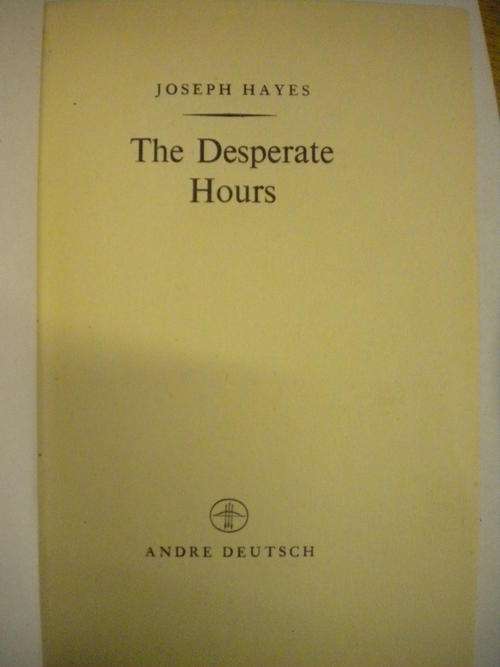 JOSEPH HAYES
The Desperate
Hours
ANDRE DEUTSCH